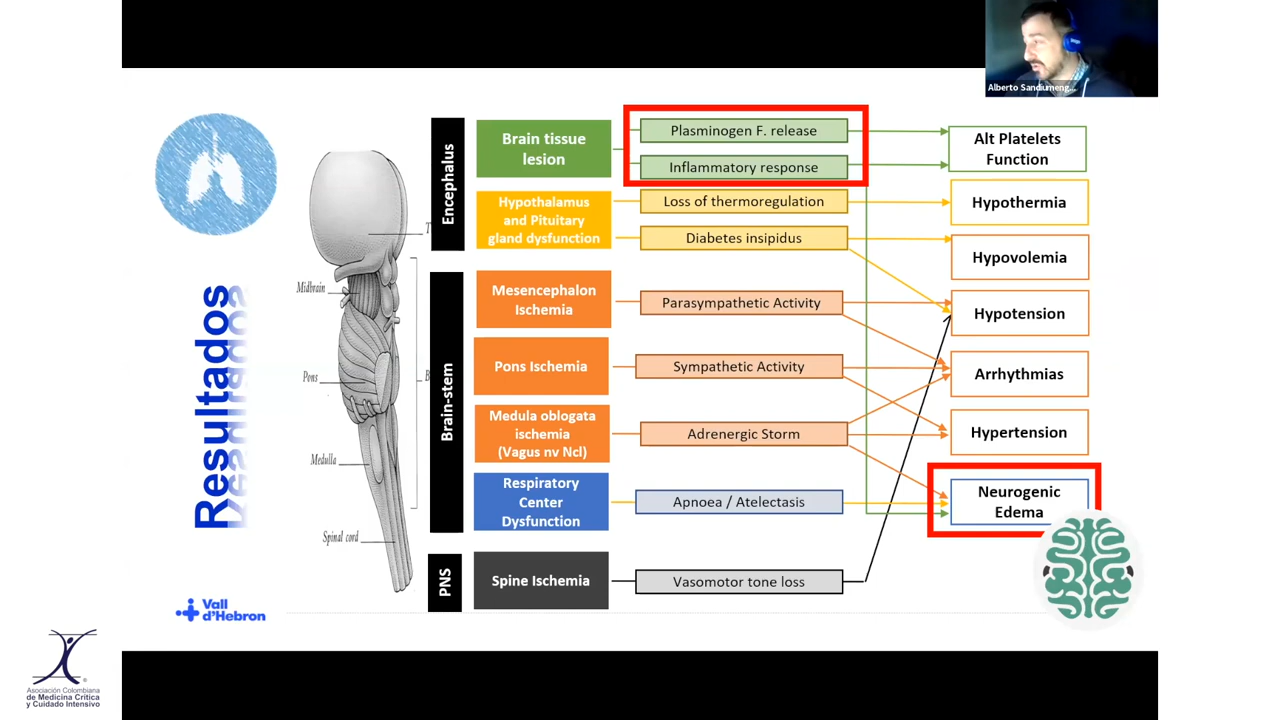 Alberto Sandiumeng...
Resultados
Encephalus
Brain-stem
PNS
Midbrain
Pons
Medulla
Spinal cord
T
B
Brain tissue
lesion
Hypothalamus
and Pituitary
gland dysfunction
Mesencephalon
Ischemia
Pons Ischemia
Medula oblogata
ischemia
(Vagus nv Ncl)
Respiratory
Center
Dysfunction
Spine Ischemia
Plasminogen F. release
Inflammatory response
Loss of thermoregulation
Diabetes insipidus
Parasympathetic Activity
Sympathetic Activity
Adrenergic Storm
Apnoea / Atelectasis
Vasomotor tone loss
Alt Platelets
Function
Hypothermia
Hypovolemia
Hypotension
Arrhythmias
Hypertension
Neurogenic
Edema
Vall
d'Hebron
Asociación Colombiana
de Medicina Crítica
y Cuidado Intensivo